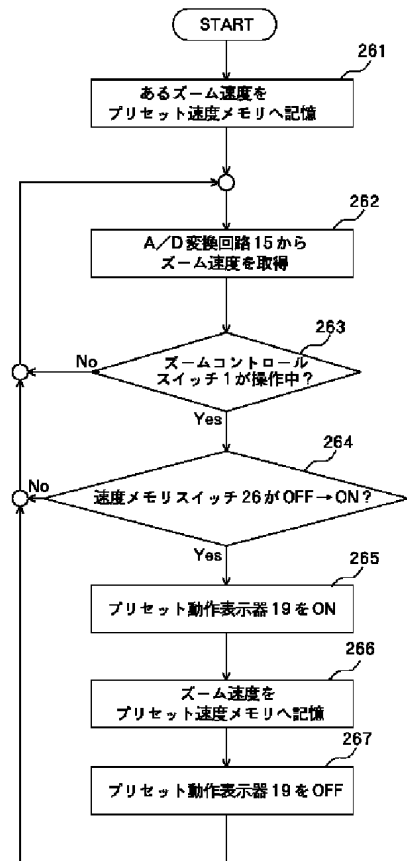 START
261
あるズーム速度を
プリセット速度メモリへ記憶
262
A／D変換回路15から
ズーム速度を取得
263
ズームコントロール
スイッチ1が操作中？
No
Yes
264
速度メモリスイッチ26がOFF→ON？
No
Yes
265
プリセット動作表示器19をON
266
ズーム速度を
プリセット速度メモリへ記憶
267
プリセット動作表示器19をOFF